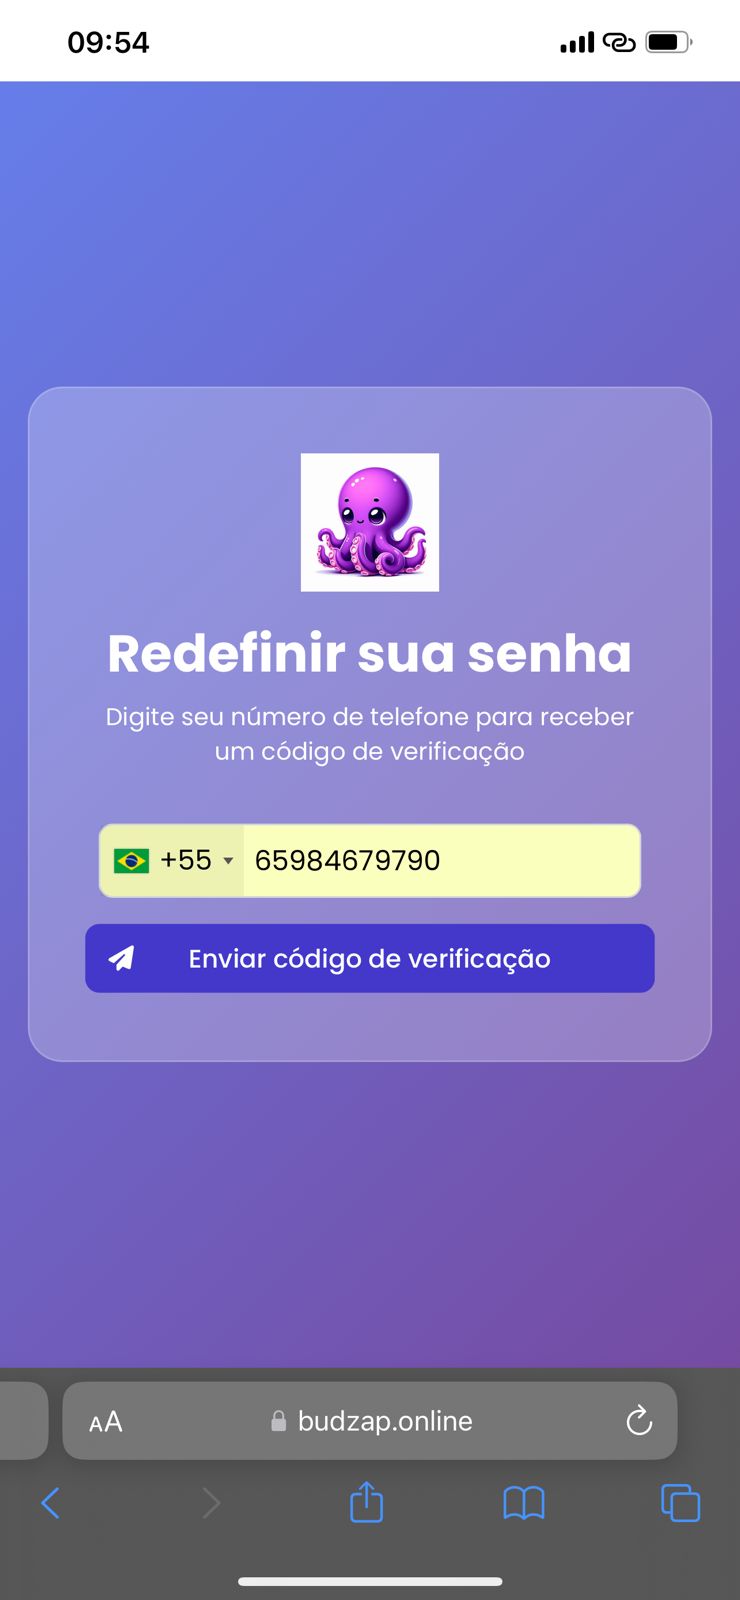 09:54
Redefinir sua senha
Digite seu número de telefone para receber
um código de verificação
+55 65984679790
Enviar código de verificação
AA budzap.online